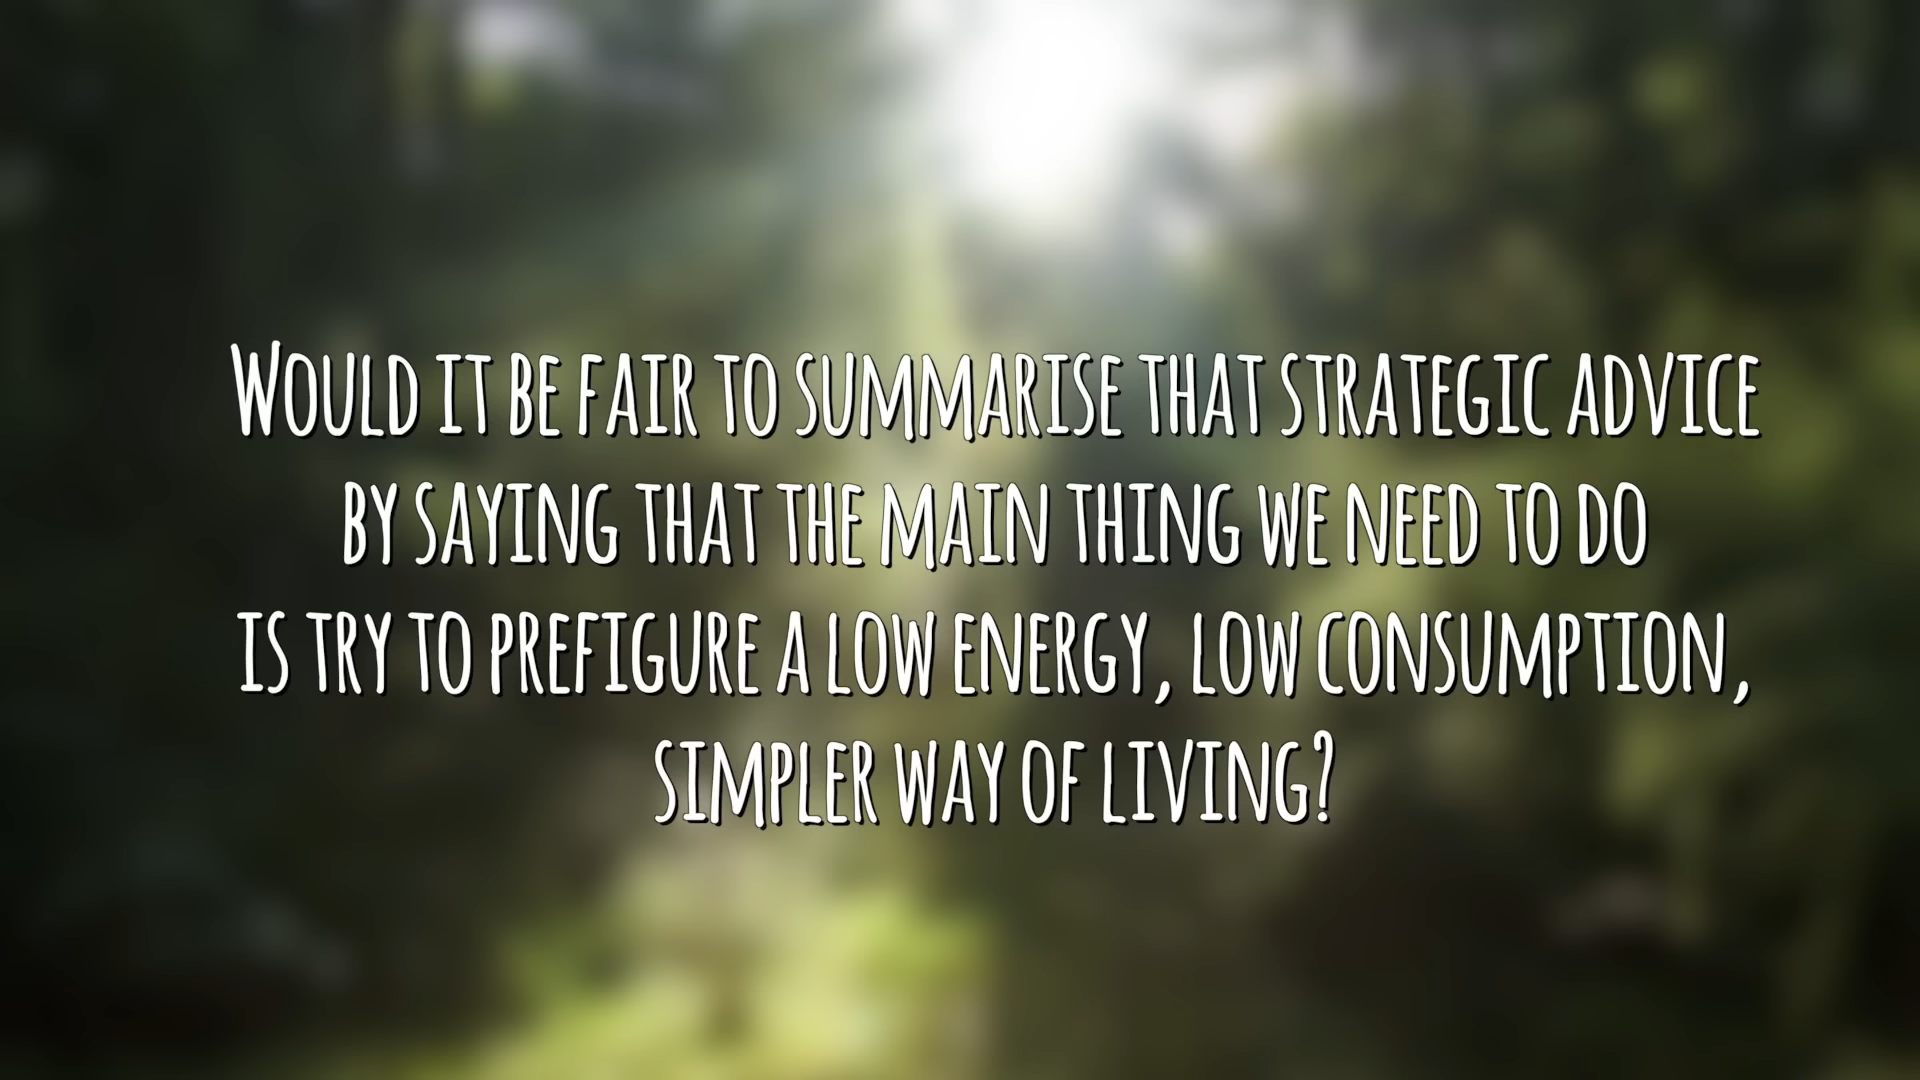 Would it be fair to summarise that strategic advice
by saying that the main thing we need to do
is try to prefigure a low energy, low consumption,
simpler way of living?